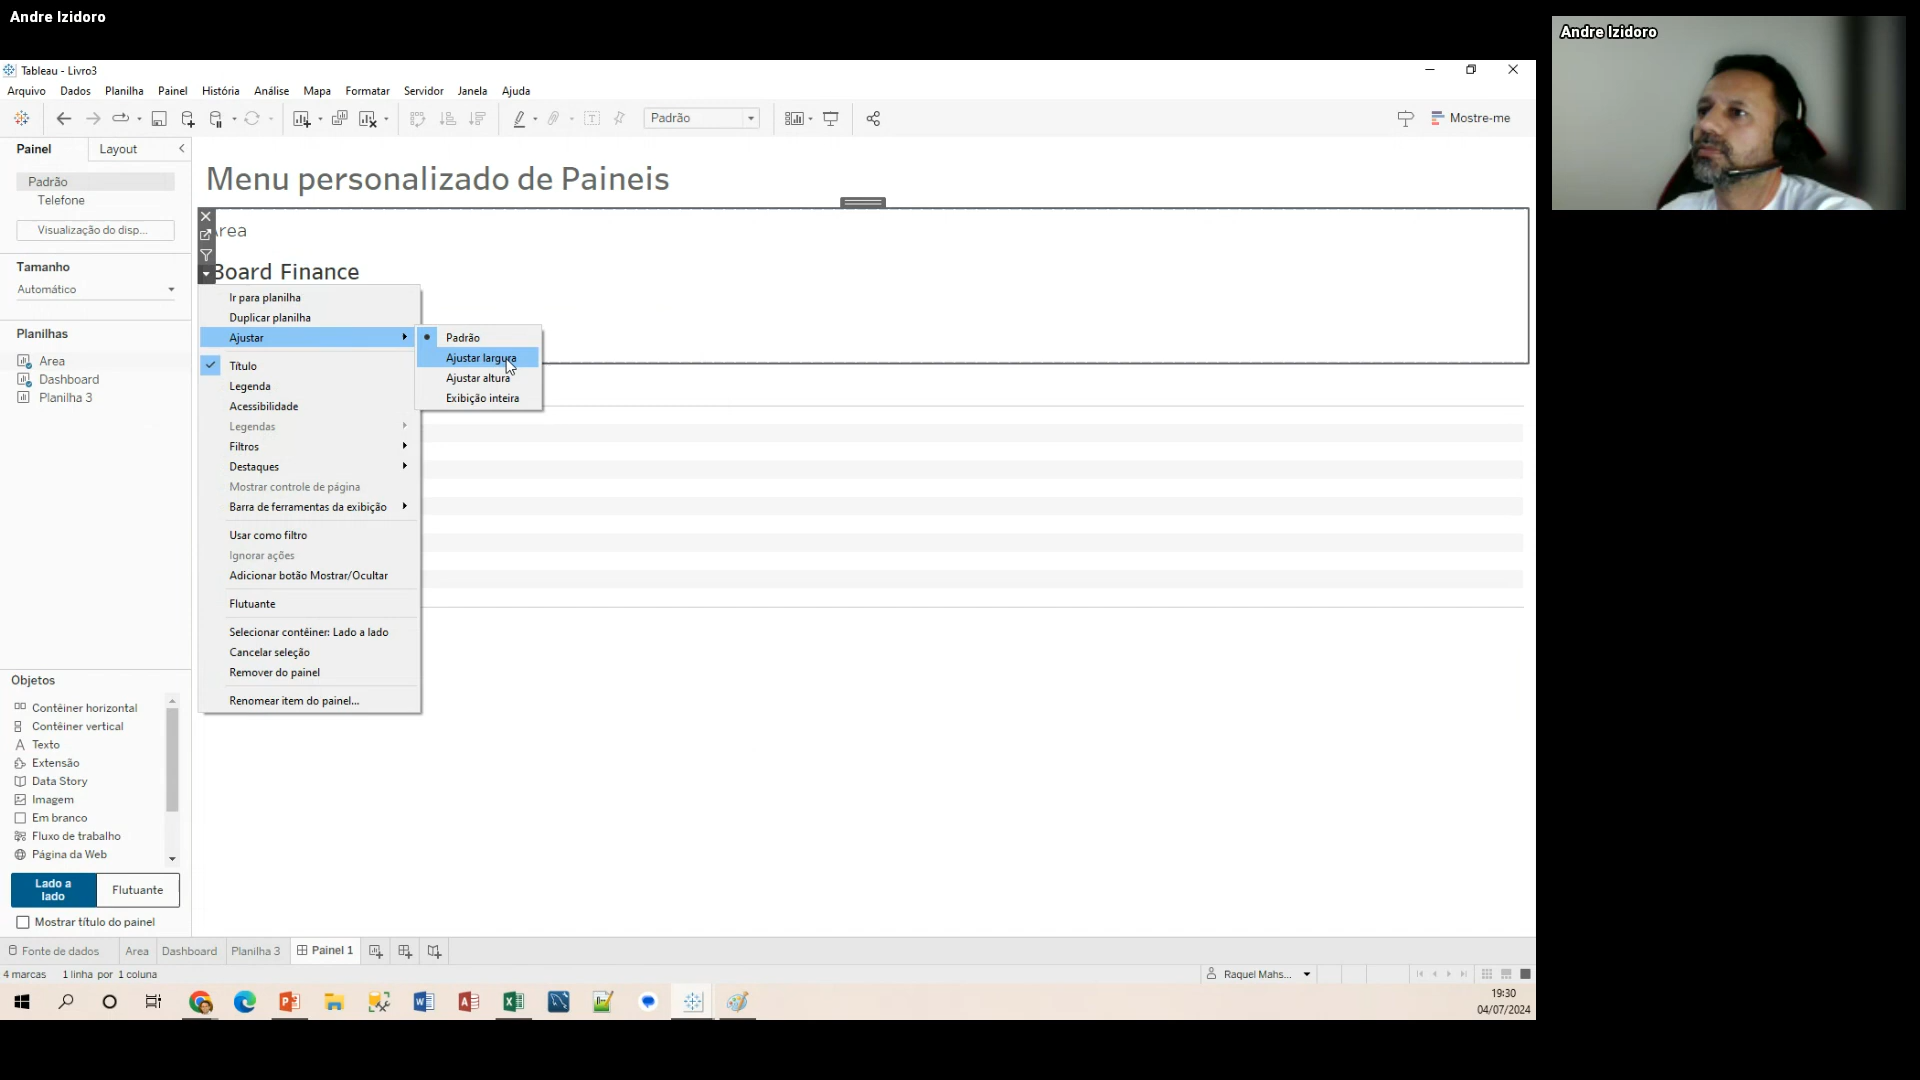 Andre Izidoro
Andre Izidoro
Tableau - Livro3
Arquivo Dados Planilha Painel História Análise Mapa Formatar Servidor Janela Ajuda
Padrão
Mostre-me
Painel Layout
Padrão
Telefone
Visualização do disp...
Tamanho
Automático
Planilhas
Area
Dashboard
Planilha 3
Menu personalizado de Paineis
Area
Board Finance
Ir para planilha
Duplicar planilha
Ajustar
Título
Legenda
Acessibilidade
Legendas
Filtros
Destaques
Mostrar controle de página
Barra de ferramentas da exibição
Usar como filtro
Ignorar ações
Adicionar botão Mostrar/Ocultar
Flutuante
Selecionar contêiner: Lado a lado
Cancelar seleção
Remover do painel
Renomear item do painel...
Padrão
Ajustar largura
Ajustar altura
Exibição inteira
Objetos
Contêiner horizontal
Contêiner vertical
Texto
Extensão
Data Story
Imagem
Em branco
Fluxo de trabalho
Página da Web
Lado a
lado
Flutuante
Mostrar título do painel
Fonte de dados Area Dashboard Planilha 3 Painel 1
4 marcas 1 linha por 1 coluna
Raquel Mahs...
19:30
04/07/2024